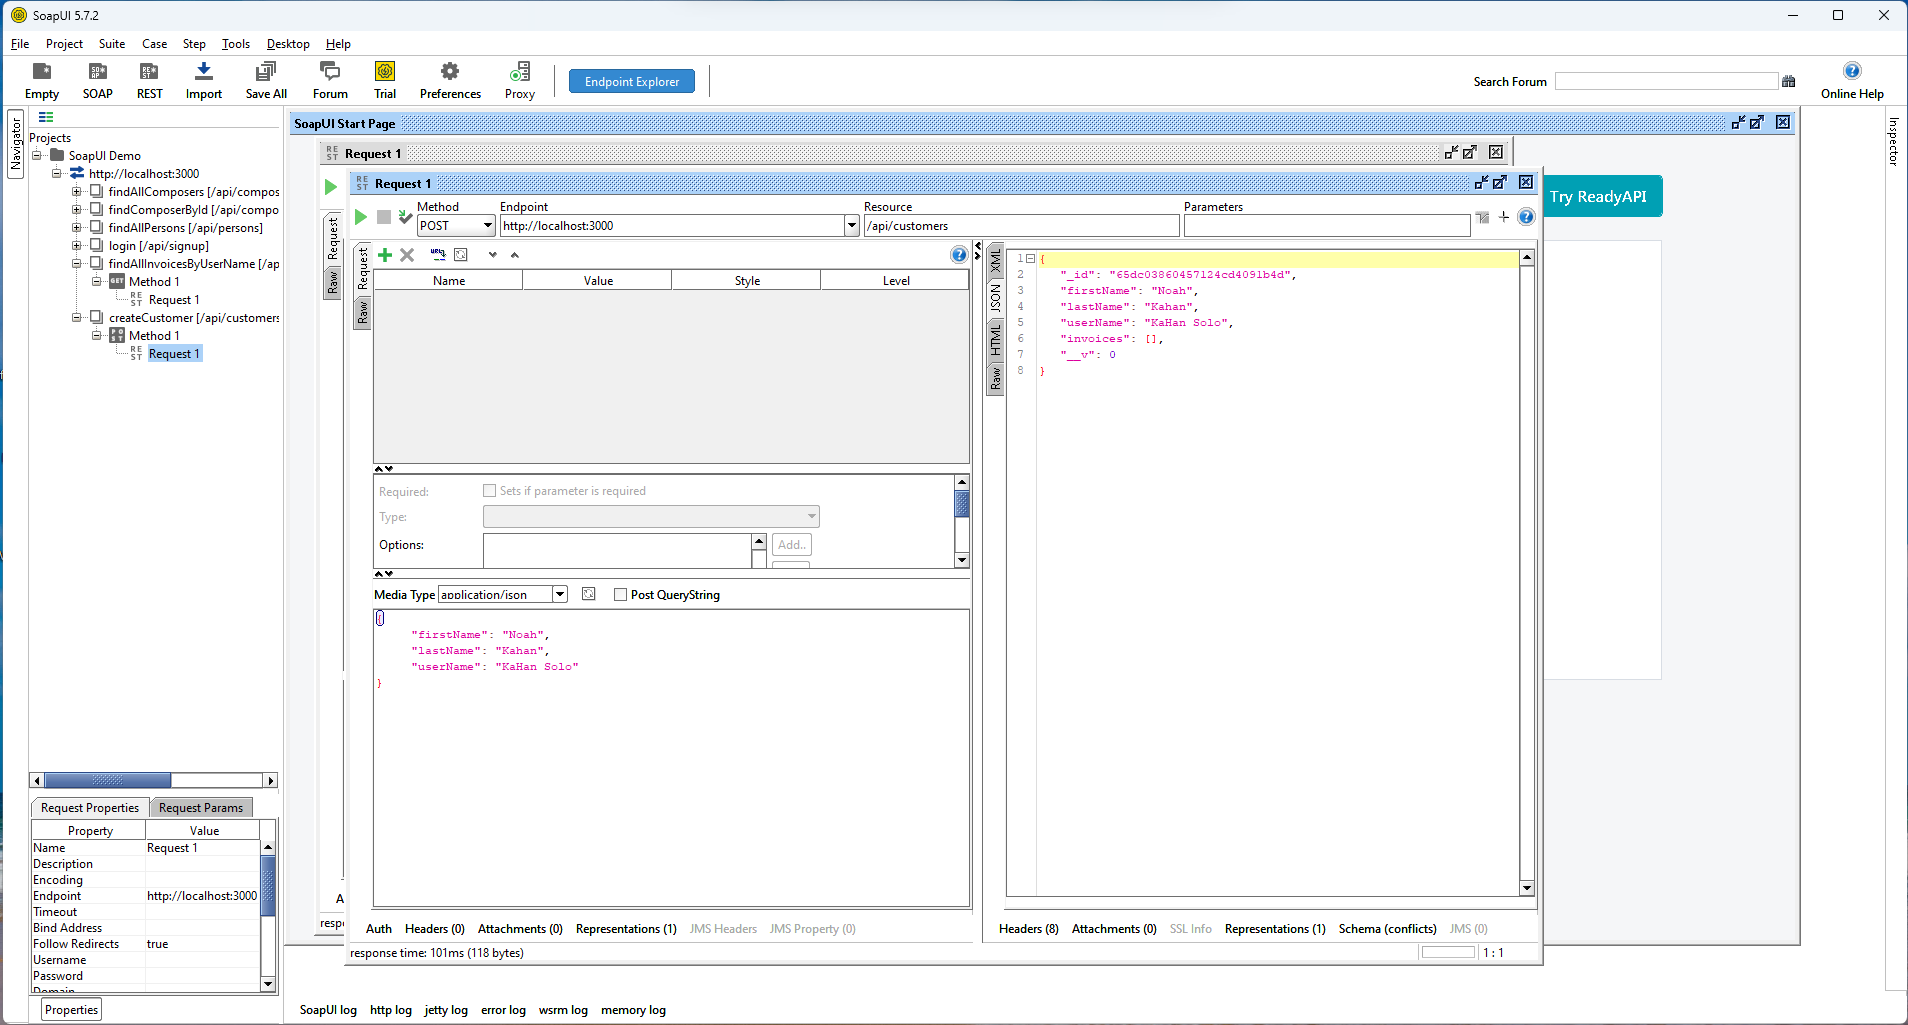 SoapUI 5.7.2
File Project Suite Case Step Tools Desktop Help
Empty SOAP REST Import Save All Forum Trial Preferences Proxy
Endpoint Explorer
Search Forum
Online Help
Navigator
Projects
SoapUI Demo
http://localhost:3000
findAllComposers [/api/compos
findComposerById [/api/compo
findAllPersons [/api/persons]
login [/api/signup]
findAllInvoicesByUserName [/ap
GET Method 1
REST Request 1
createCustomer [/api/customers
POST Method 1
REST Request 1
SoapUI Start Page
REST Request 1
REST Request 1
Try ReadyAPI
Inspector
Request
Raw
Method Endpoint Resource Parameters
POST http://localhost:3000 /api/customers
Request
Raw
Name Value Style Level
Required: Sets if parameter is required
Type:
Options: Add..
Media Type application/json Post QueryString
{
"firstName": "Noah",
"lastName": "Kahan",
"userName": "KaHan Solo"
}
XML
JSON
HTML
Raw
1 {
2 "_id": "65dc03860457124cd4091b4d",
3 "firstName": "Noah",
4 "lastName": "Kahan",
5 "userName": "KaHan Solo",
6 "invoices": [],
7 "__v": 0
8 }
Auth Headers (0) Attachments (0) Representations (1) JMS Headers JMS Property (0)
Headers (8) Attachments (0) SSL Info Representations (1) Schema (conflicts) JMS (0)
A
respo
response time: 101ms (118 bytes)
1 : 1
Request Properties Request Params
Property Value
Name Request 1
Description
Encoding
Endpoint http://localhost:3000
Timeout
Bind Address
Follow Redirects true
Username
Password
Domain
Properties
SoapUI log http log jetty log error log wsrm log memory log